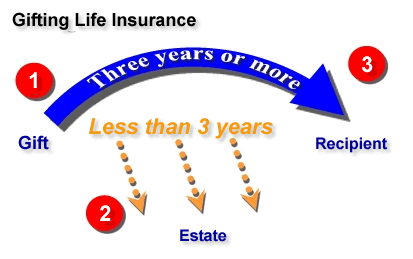 Gifting Life Insurance
1
Three years or more
3
Less than 3 years
Gift
Recipient
2
Estate